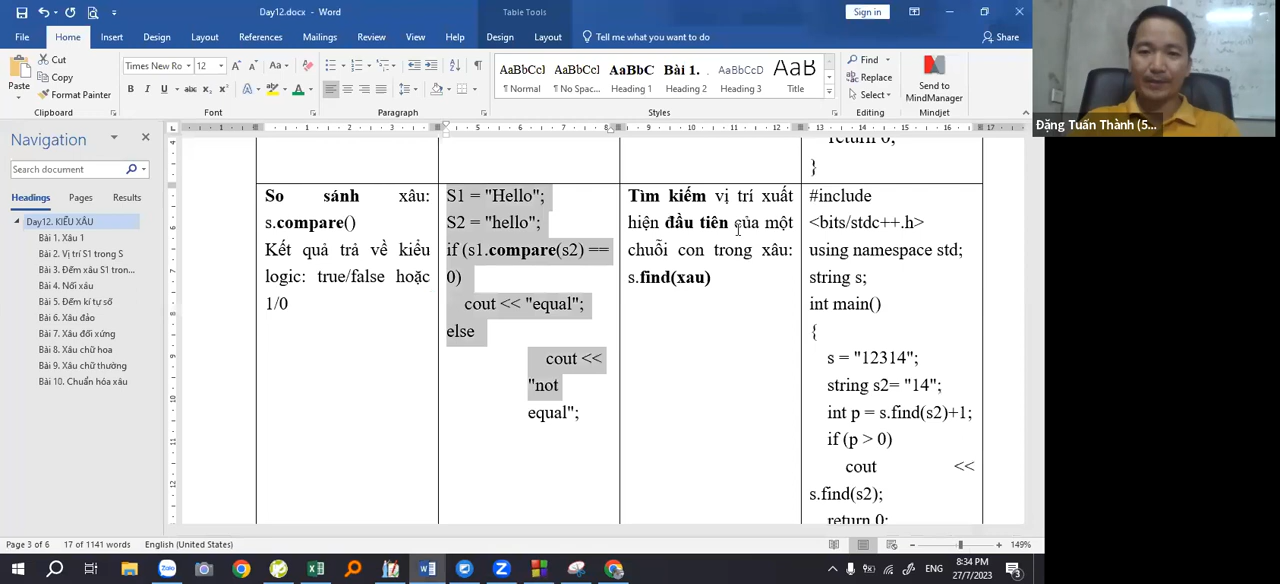 Day12.docx - Word
Table Tools
Sign in
File
Home
Insert
Design
Layout
References
Mailings
Review
View
Help
Design
Layout
Tell me what you want to do
Share
Paste
Cut
Copy
Format Painter
Clipboard
Times New Ro
12
Font
Paragraph
AaBbCcl
¶ Normal
AaBbCcl
¶ No Spac...
AaBbC
Heading 1
Bài 1.
Heading 2
AaBbCcD
Heading 3
AaB
Title
Styles
Find
Replace
Select
Editing
Send to
MindManager
Mindjet
Đặng Tuấn Thành (5...
Navigation
Search document
Headings
Pages
Results
Day12. KIỂU XÂU
Bài 1. Xâu 1
Bài 2. Vị trí S1 trong S
Bài 3. Đếm xâu S1 tron...
Bài 4. Nối xâu
Bài 5. Đếm kí tự số
Bài 6. Xâu đảo
Bài 7. Xâu đối xứng
Bài 8. Xâu chữ hoa
Bài 9. Xâu chữ thường
Bài 10. Chuẩn hóa xâu
return 0;
}
So sánh xâu:
s.compare()
Kết quả trả về kiểu
logic: true/false hoặc
1/0
S1 = "Hello";
S2 = "hello";
if (s1.compare(s2) ==
0)
cout << "equal";
else
cout <<
"not
equal";
Tìm kiếm vị trí xuất
hiện đầu tiên của một
chuỗi con trong xâu:
s.find(xau)
#include
<bits/stdc++.h>
using namespace std;
string s;
int main()
{
s = "12314";
string s2= "14";
int p = s.find(s2)+1;
if (p > 0)
cout <<
s.find(s2);
return 0;
Page 3 of 6
17 of 1141 words
English (United States)
149%
ENG
8:34 PM
27/7/2023